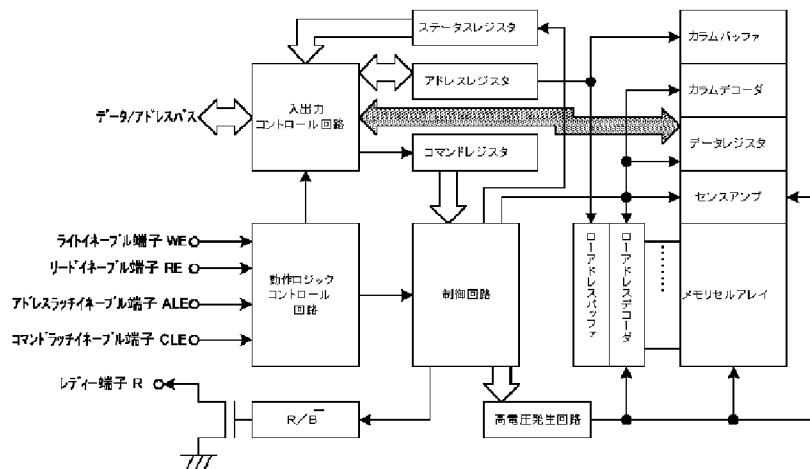 ステータスレジスタ
カラムバッファ
アドレスレジスタ
カラムデコーダ
入出力
コントロール回路
データ/アドレスバス
データレジスタ
コマンドレジスタ
センスアンプ
ライトイネーブル端子 WE
リードイネーブル端子 RE
アドレスラッチイネーブル端子 ALE
コマンドラッチイネーブル端子 CLE
動作ロジック
コントロール
回路
制御回路
ローアドレスバッファ
ローアドレスデコーダ
メモリセルアレイ
レディー端子 R
R/B̅
高電圧発生回路